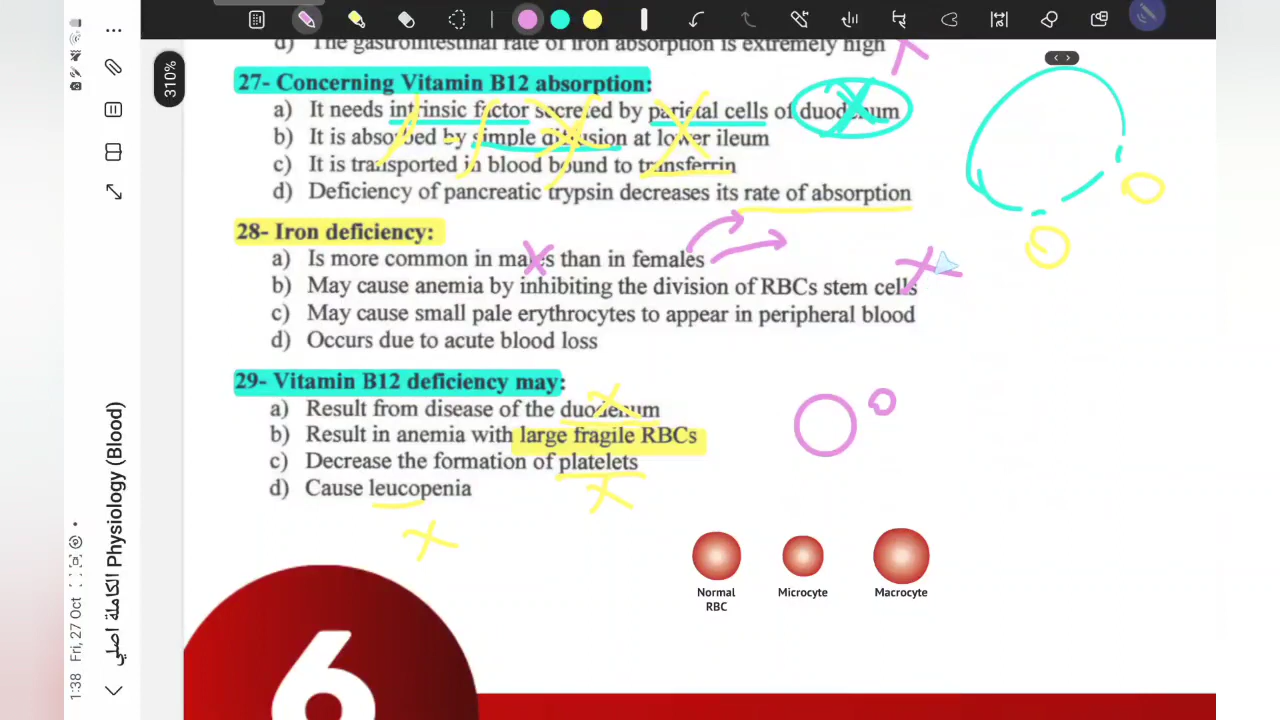 310%
1:38 Fri, 27 Oct
Physiology (Blood) الكاملة اصلي
d) The gastrointestinal rate of iron absorption is extremely high
27- Concerning Vitamin B12 absorption:
a) It needs intrinsic factor secreted by parietal cells of duodenum
b) It is absorbed by simple diffusion at lower ileum
c) It is transported in blood bound to transferrin
d) Deficiency of pancreatic trypsin decreases its rate of absorption
28- Iron deficiency:
a) Is more common in males than in females
b) May cause anemia by inhibiting the division of RBCs stem cells
c) May cause small pale erythrocytes to appear in peripheral blood
d) Occurs due to acute blood loss
29- Vitamin B12 deficiency may:
a) Result from disease of the duodenum
b) Result in anemia with large fragile RBCs
c) Decrease the formation of platelets
d) Cause leucopenia
Normal RBC
Microcyte
Macrocyte
6